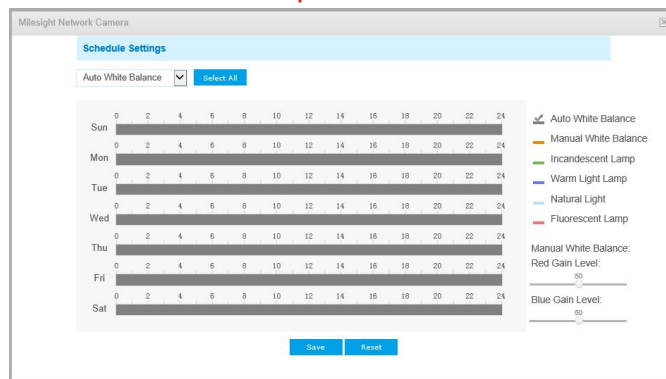 Milesight Network Camera
Schedule Settings
Auto White Balance
Select All
0 2 4 6 8 10 12 14 16 18 20 22 24
Sun
0 2 4 6 8 10 12 14 16 18 20 22 24
Mon
0 2 4 6 8 10 12 14 16 18 20 22 24
Tue
0 2 4 6 8 10 12 14 16 18 20 22 24
Wed
0 2 4 6 8 10 12 14 16 18 20 22 24
Thu
0 2 4 6 8 10 12 14 16 18 20 22 24
Fri
0 2 4 6 8 10 12 14 16 18 20 22 24
Sat
Auto White Balance
Manual White Balance
Incandescent Lamp
Warm Light Lamp
Natural Light
Fluorescent Lamp
Manual White Balance:
Red Gain Level:
50
Blue Gain Level:
50
Save Reset